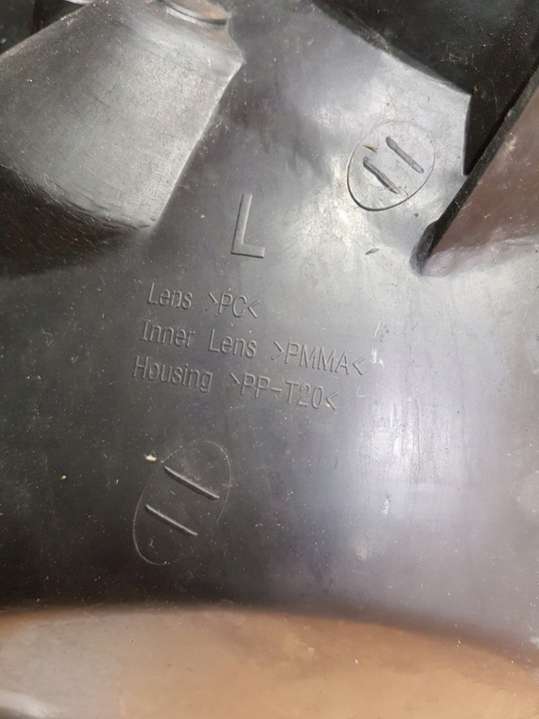 L
Lens >PC<
Inner Lens >PMMA<
Housing >PP-T20<